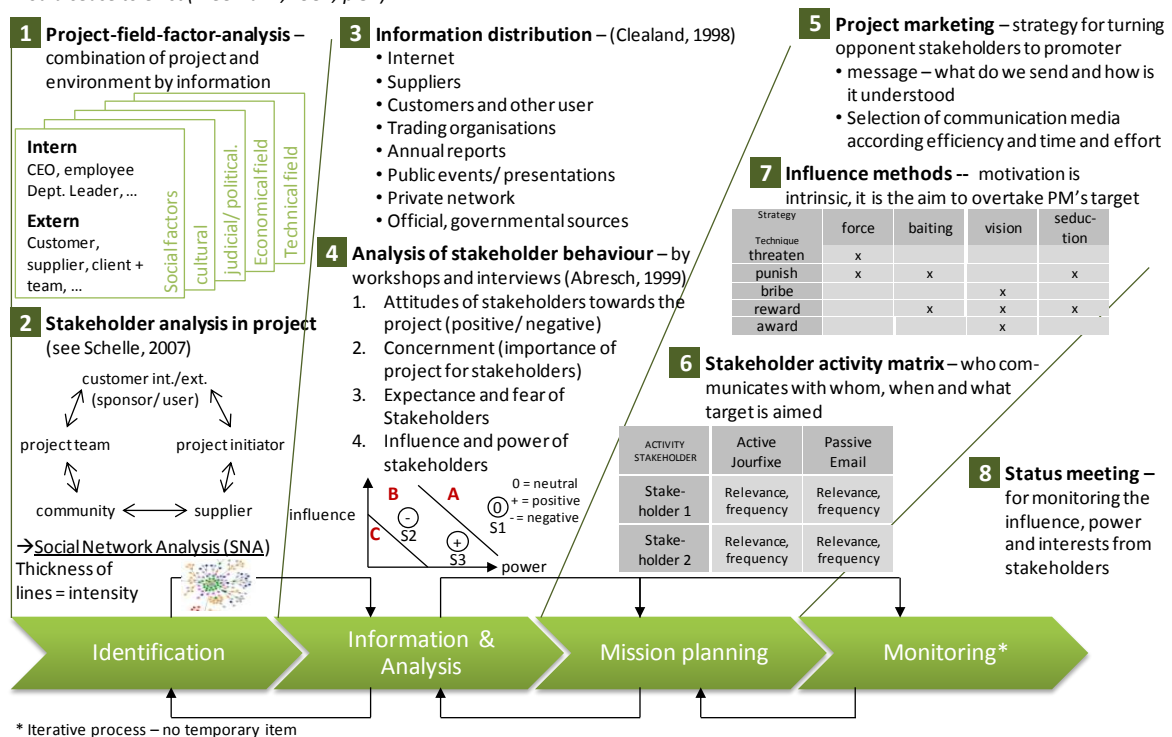 1 Project-field-factor-analysis –
combination of project and
environment by information
Intern
CEO, employee
Dept. Leader, …
Extern
Customer,
supplier, client +
team, …
Social factors
cultural
judicial/ political.
Economical field
Technical field
2 Stakeholder analysis in project
(see Schelle, 2007)
customer int./ext.
(sponsor/ user)
project team
project initiator
community
supplier
→Social Network Analysis (SNA)
Thickness of
lines = intensity
3 Information distribution – (Clealand, 1998)
• Internet
• Suppliers
• Customers and other user
• Trading organisations
• Annual reports
• Public events/ presentations
• Private network
• Official, governmental sources
4 Analysis of stakeholder behaviour – by
workshops and interviews (Abresch, 1999)
1. Attitudes of stakeholders towards the
project (positive/ negative)
2. Concernment (importance of
project for stakeholders)
3. Expectance and fear of
Stakeholders
4. Influence and power of
stakeholders
influence
B
A
C
-
S2
+
S3
0
S1
0 = neutral
+ = positive
- = negative
power
5 Project marketing – strategy for turning
opponent stakeholders to promoter
• message – what do we send and how is
it understood
• Selection of communication media
according efficiency and time and effort
7 Influence methods -- motivation is
intrinsic, it is the aim to overtake PM's target
Strategy
Technique
force baiting vision seduc-
tion
threaten x
punish x x x
bribe x
reward x x x
award x
6 Stakeholder activity matrix – who com-
municates with whom, when and what
target is aimed
ACTIVITY
STAKEHOLDER
Active
Jourfixe
Passive
Email
Stake-
holder 1
Relevance,
frequency
Relevance,
frequency
Stake-
holder 2
Relevance,
frequency
Relevance,
frequency
8 Status meeting –
for monitoring the
influence, power
and interests from
stakeholders
Identification
Information &
Analysis
Mission planning
Monitoring*
* Iterative process – no temporary item